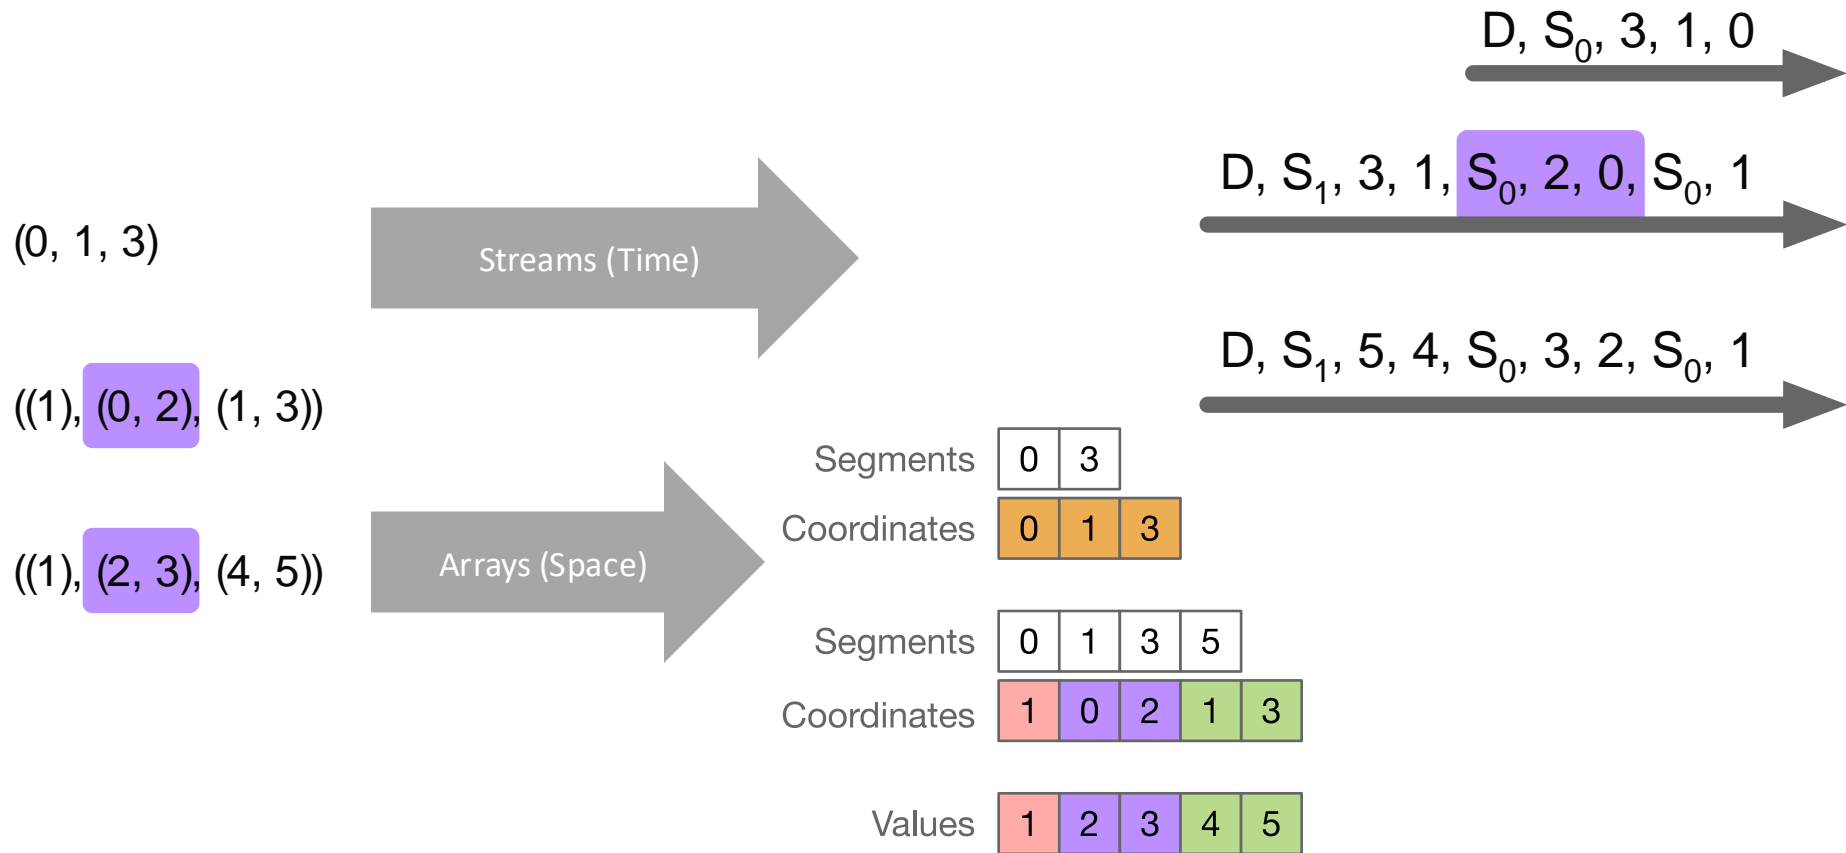 (0, 1, 3)
((1), (0, 2), (1, 3))
((1), (2, 3), (4, 5))
Streams (Time)
Arrays (Space)
D, S₀, 3, 1, 0
D, S₁, 3, 1, S₀, 2, 0, S₀, 1
D, S₁, 5, 4, S₀, 3, 2, S₀, 1
Segments 0 3
Coordinates 0 1 3
Segments 0 1 3 5
Coordinates 1 0 2 1 3
Values 1 2 3 4 5